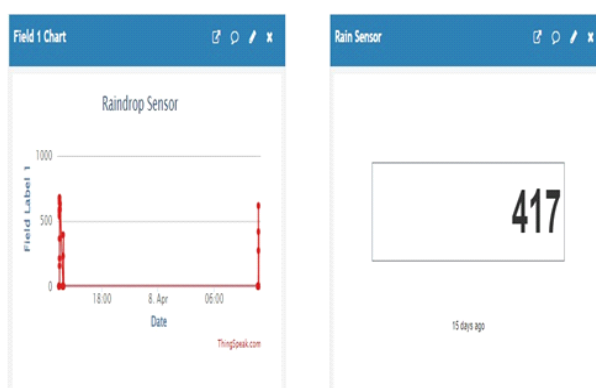 Field 1 Chart
Raindrop Sensor
1000
500
0
Field Label 1
18:00
8. Apr
06:00
Date
ThingSpeak.com
Rain Sensor
417
15 days ago